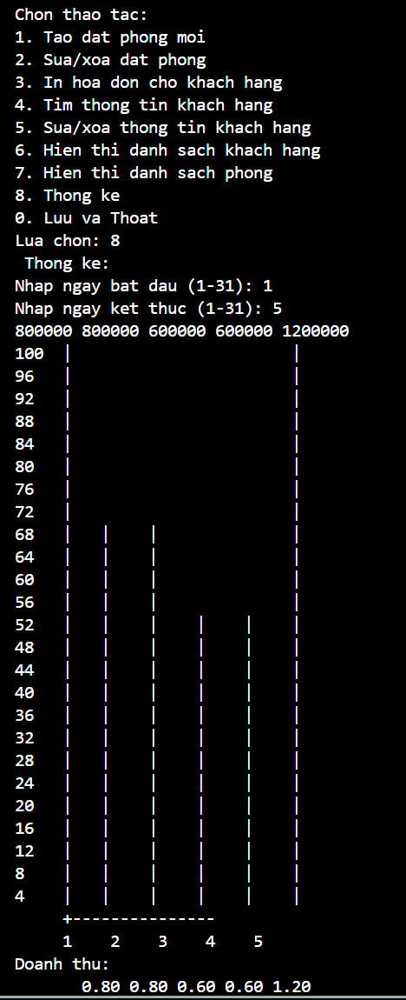 Chon thao tac:
1. Tao dat phong moi
2. Sua/xoa dat phong
3. In hoa don cho khach hang
4. Tim thong tin khach hang
5. Sua/xoa thong tin khach hang
6. Hien thi danh sach khach hang
7. Hien thi danh sach phong
8. Thong ke
0. Luu va Thoat
Lua chon: 8
Thong ke:
Nhap ngay bat dau (1-31): 1
Nhap ngay ket thuc (1-31): 5
800000 800000 600000 600000 1200000
100 | |
96 | |
92 | |
88 | |
84 | |
80 | |
76 | |
72 | |
68 | | | |
64 | | | |
60 | | | |
56 | | | |
52 | | | | | |
48 | | | | | |
44 | | | | | |
40 | | | | | |
36 | | | | | |
32 | | | | | |
28 | | | | | |
24 | | | | | |
20 | | | | | |
16 | | | | | |
12 | | | | | |
8 | | | | | |
4 | | | | | |
+---------------
1 2 3 4 5
Doanh thu:
0.80 0.80 0.60 0.60 1.20